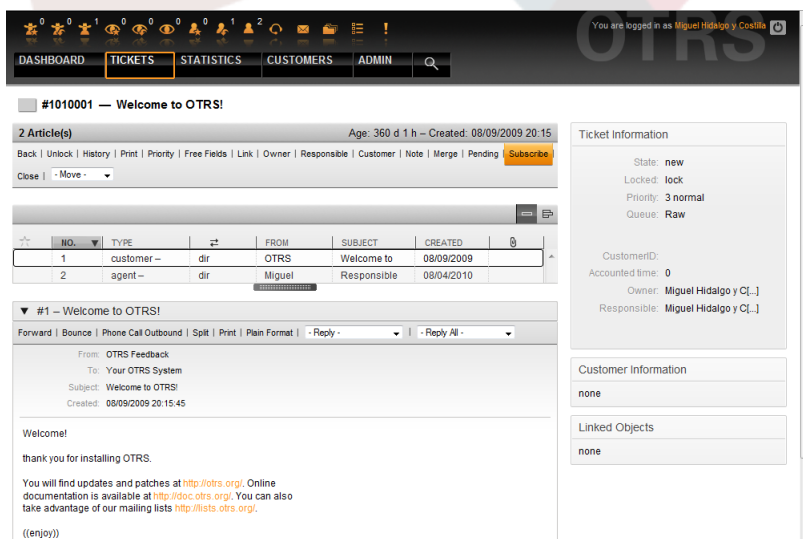 0 0 1 0 0 0 0 1 2
You are logged in as Miguel Hidalgo y Costilla
OTRS
DASHBOARD TICKETS STATISTICS CUSTOMERS ADMIN
#1010001 — Welcome to OTRS!
2 Article(s) Age: 360 d 1 h – Created: 08/09/2009 20:15
Back | Unlock | History | Print | Priority | Free Fields | Link | Owner | Responsible | Customer | Note | Merge | Pending | Subscribe |
Close | - Move -
NO. ▼ TYPE ⇄ FROM SUBJECT CREATED
1 customer – dir OTRS Welcome to 08/09/2009
2 agent – dir Miguel Responsible 08/04/2010
▼ #1 – Welcome to OTRS!
Forward | Bounce | Phone Call Outbound | Split | Print | Plain Format | - Reply - | - Reply All -
From: OTRS Feedback
To: Your OTRS System
Subject: Welcome to OTRS!
Created: 08/09/2009 20:15:45
Welcome!
thank you for installing OTRS.
You will find updates and patches at http://otrs.org/. Online
documentation is available at http://doc.otrs.org/. You can also
take advantage of our mailing lists http://lists.otrs.org/.
((enjoy))
Ticket Information
State: new
Locked: lock
Priority: 3 normal
Queue: Raw
CustomerID:
Accounted time: 0
Owner: Miguel Hidalgo y C[...]
Responsible: Miguel Hidalgo y C[...]
Customer Information
none
Linked Objects
none